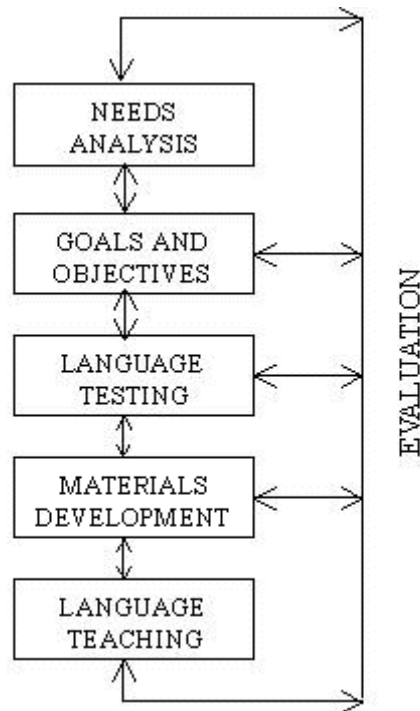 NEEDS
ANALYSIS
GOALS AND
OBJECTIVES
LANGUAGE
TESTING
MATERIALS
DEVELOPMENT
LANGUAGE
TEACHING
EVALUATION